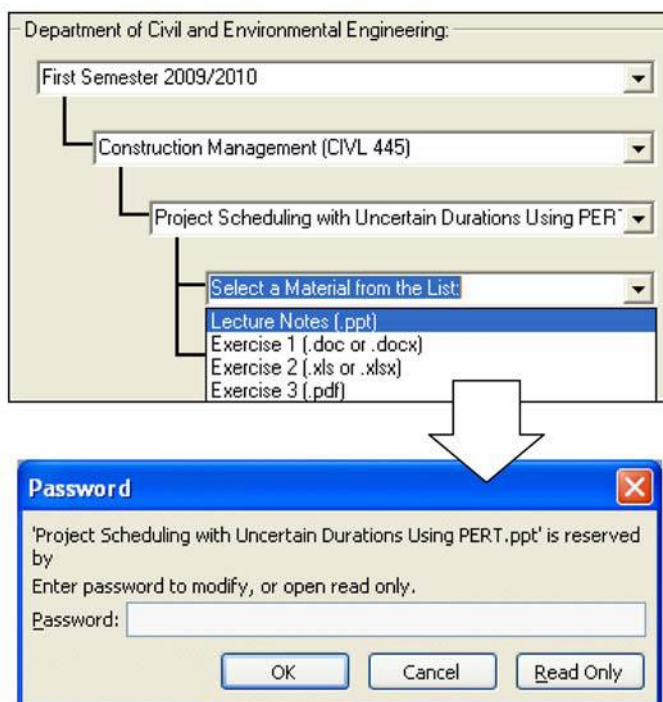 Department of Civil and Environmental Engineering:
First Semester 2009/2010
Construction Management (CIVL 445)
Project Scheduling with Uncertain Durations Using PERT
Select a Material from the List:
Lecture Notes (.ppt)
Exercise 1 (.doc or .docx)
Exercise 2 (.xls or .xlsx)
Exercise 3 (.pdf)
Password
'Project Scheduling with Uncertain Durations Using PERT.ppt' is reserved
by
Enter password to modify, or open read only.
Password:
OK Cancel Read Only